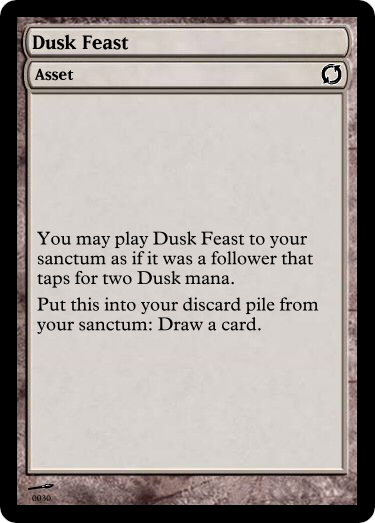 Dusk Feast
Asset
You may play Dusk Feast to your
sanctum as if it was a follower that
taps for two Dusk mana.
Put this into your discard pile from
your sanctum: Draw a card.
0030